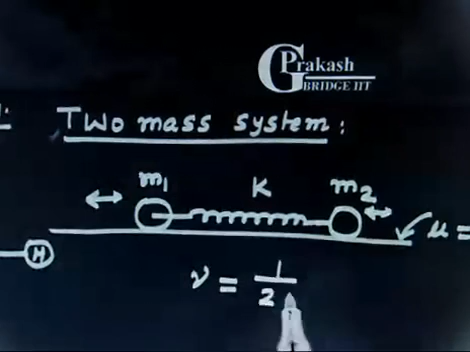 Prakash
BRIDGE IIT
Two mass system:
m1 K m2
μ =
M
ν = 1
2